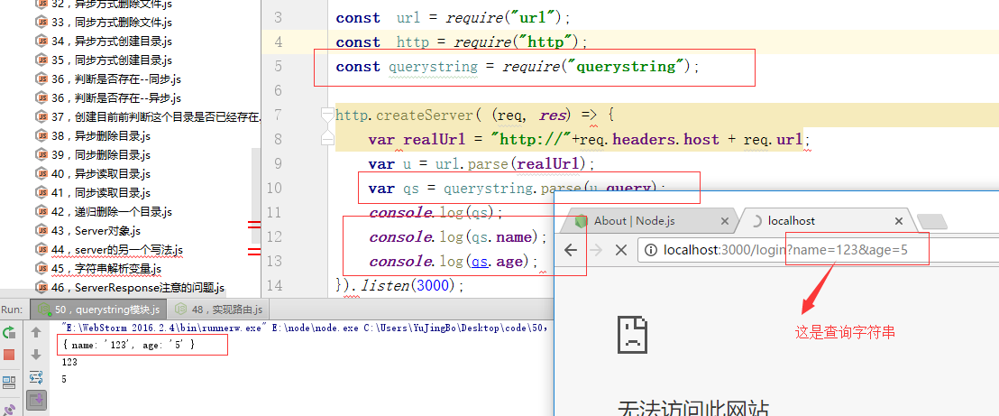 32，异步方式删除文件.js
33，同步方式删除文件.js
34，异步方式创建目录.js
35，同步方式创建目录.js
36，判断是否存在--同步.js
36，判断是否存在--异步.js
37，创建目前前判断这个目录是否已经存在.
38，异步删除目录.js
39，同步删除目录.js
40，异步读取目录.js
41，同步读取目录.js
42，递归删除一个目录.js
43，Server对象.js
44，server的另一个写法.js
45，字符串解析变量.js
46，ServerResponse注意的问题.js
3 const url = require("url");
4 const http = require("http");
5 const querystring = require("querystring");
6
7 http.createServer( (req, res) => {
8 var realUrl = "http://"+req.headers.host + req.url;
9 var u = url.parse(realUrl);
10 var qs = querystring.parse(u.query);
11 console.log(qs);
12 console.log(qs.name);
13 console.log(qs.age);
14 }).listen(3000);
About | Node.js
localhost
localhost:3000/login?name=123&age=5
这是查询字符串
无法访问此网站
Run: 50，querystring模块.js 48，实现路由.js
"E:\WebStorm 2016.2.4\bin\runnerw.exe" E:\node\node.exe C:\Users\YuJingBo\Desktop\code\50,
{ name: '123', age: '5' }
123
5